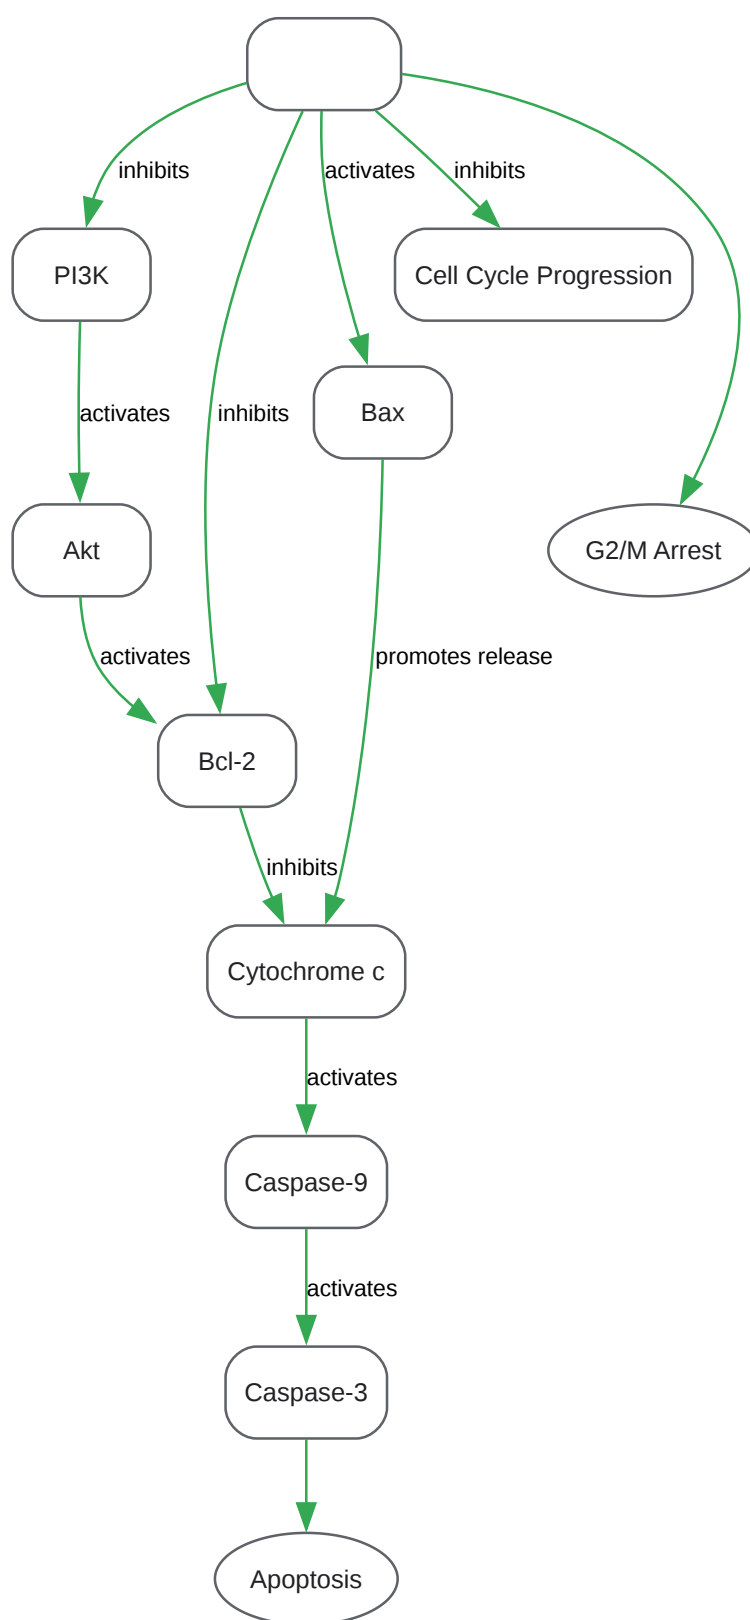 inhibits
activates
inhibits
PI3K
Cell Cycle Progression
activates
inhibits
Bax
Akt
G2/M Arrest
activates
promotes release
Bcl-2
inhibits
Cytochrome c
activates
Caspase-9
activates
Caspase-3
Apoptosis